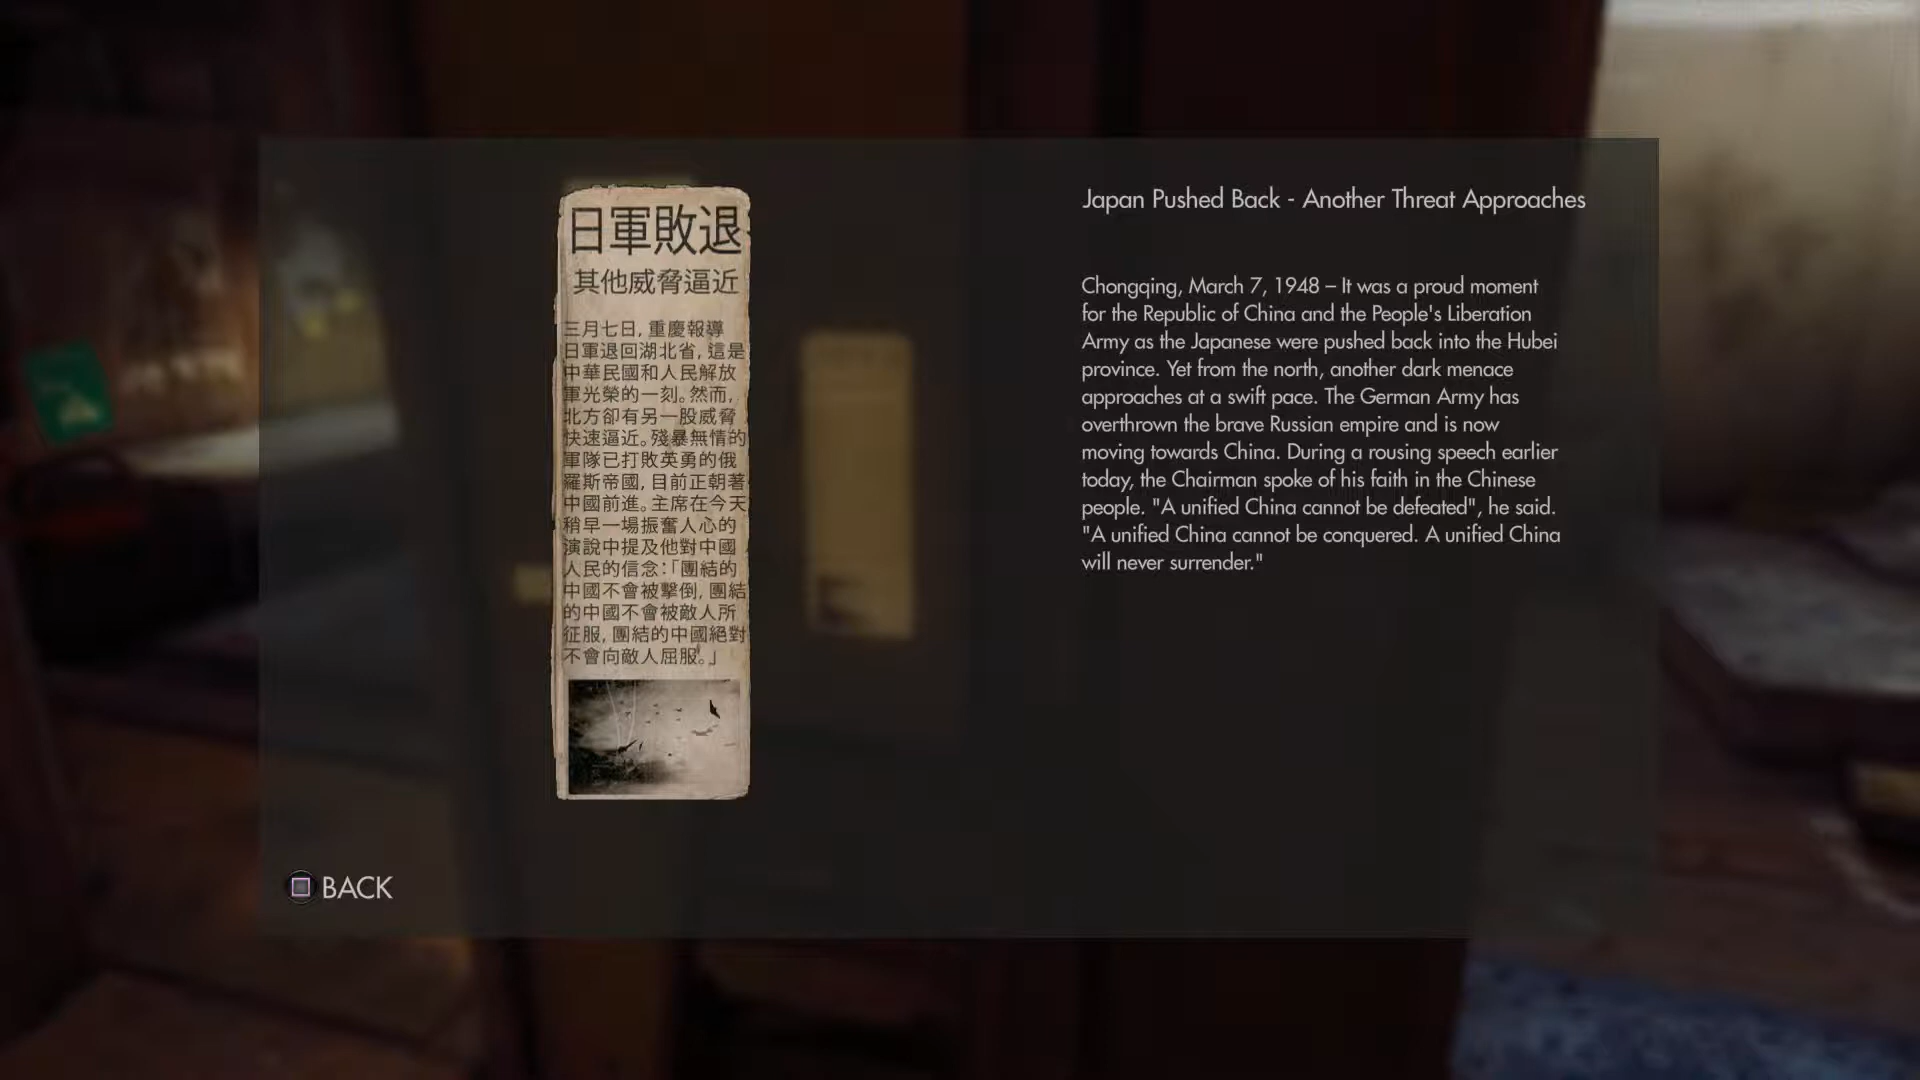 日軍敗退
其他威脅逼近
三月七日, 重慶報導
日軍退回湖北省, 這是
中華民國和人民解放
軍光榮的一刻。然而,
北方卻有另一股威脅
快速逼近。殘暴無情的
軍隊已打敗英勇的俄
羅斯帝國, 目前正朝著
中國前進。主席在今天
稍早一場振奮人心的
演說中提及他對中國
人民的信念:「團結的
中國不會被擊倒, 團結
的中國不會被敵人所
征服, 團結的中國絕對
不會向敵人屈服。」
Japan Pushed Back - Another Threat Approaches
Chongqing, March 7, 1948 – It was a proud moment
for the Republic of China and the People's Liberation
Army as the Japanese were pushed back into the Hubei
province. Yet from the north, another dark menace
approaches at a swift pace. The German Army has
overthrown the brave Russian empire and is now
moving towards China. During a rousing speech earlier
today, the Chairman spoke of his faith in the Chinese
people. "A unified China cannot be defeated", he said.
"A unified China cannot be conquered. A unified China
will never surrender."
BACK